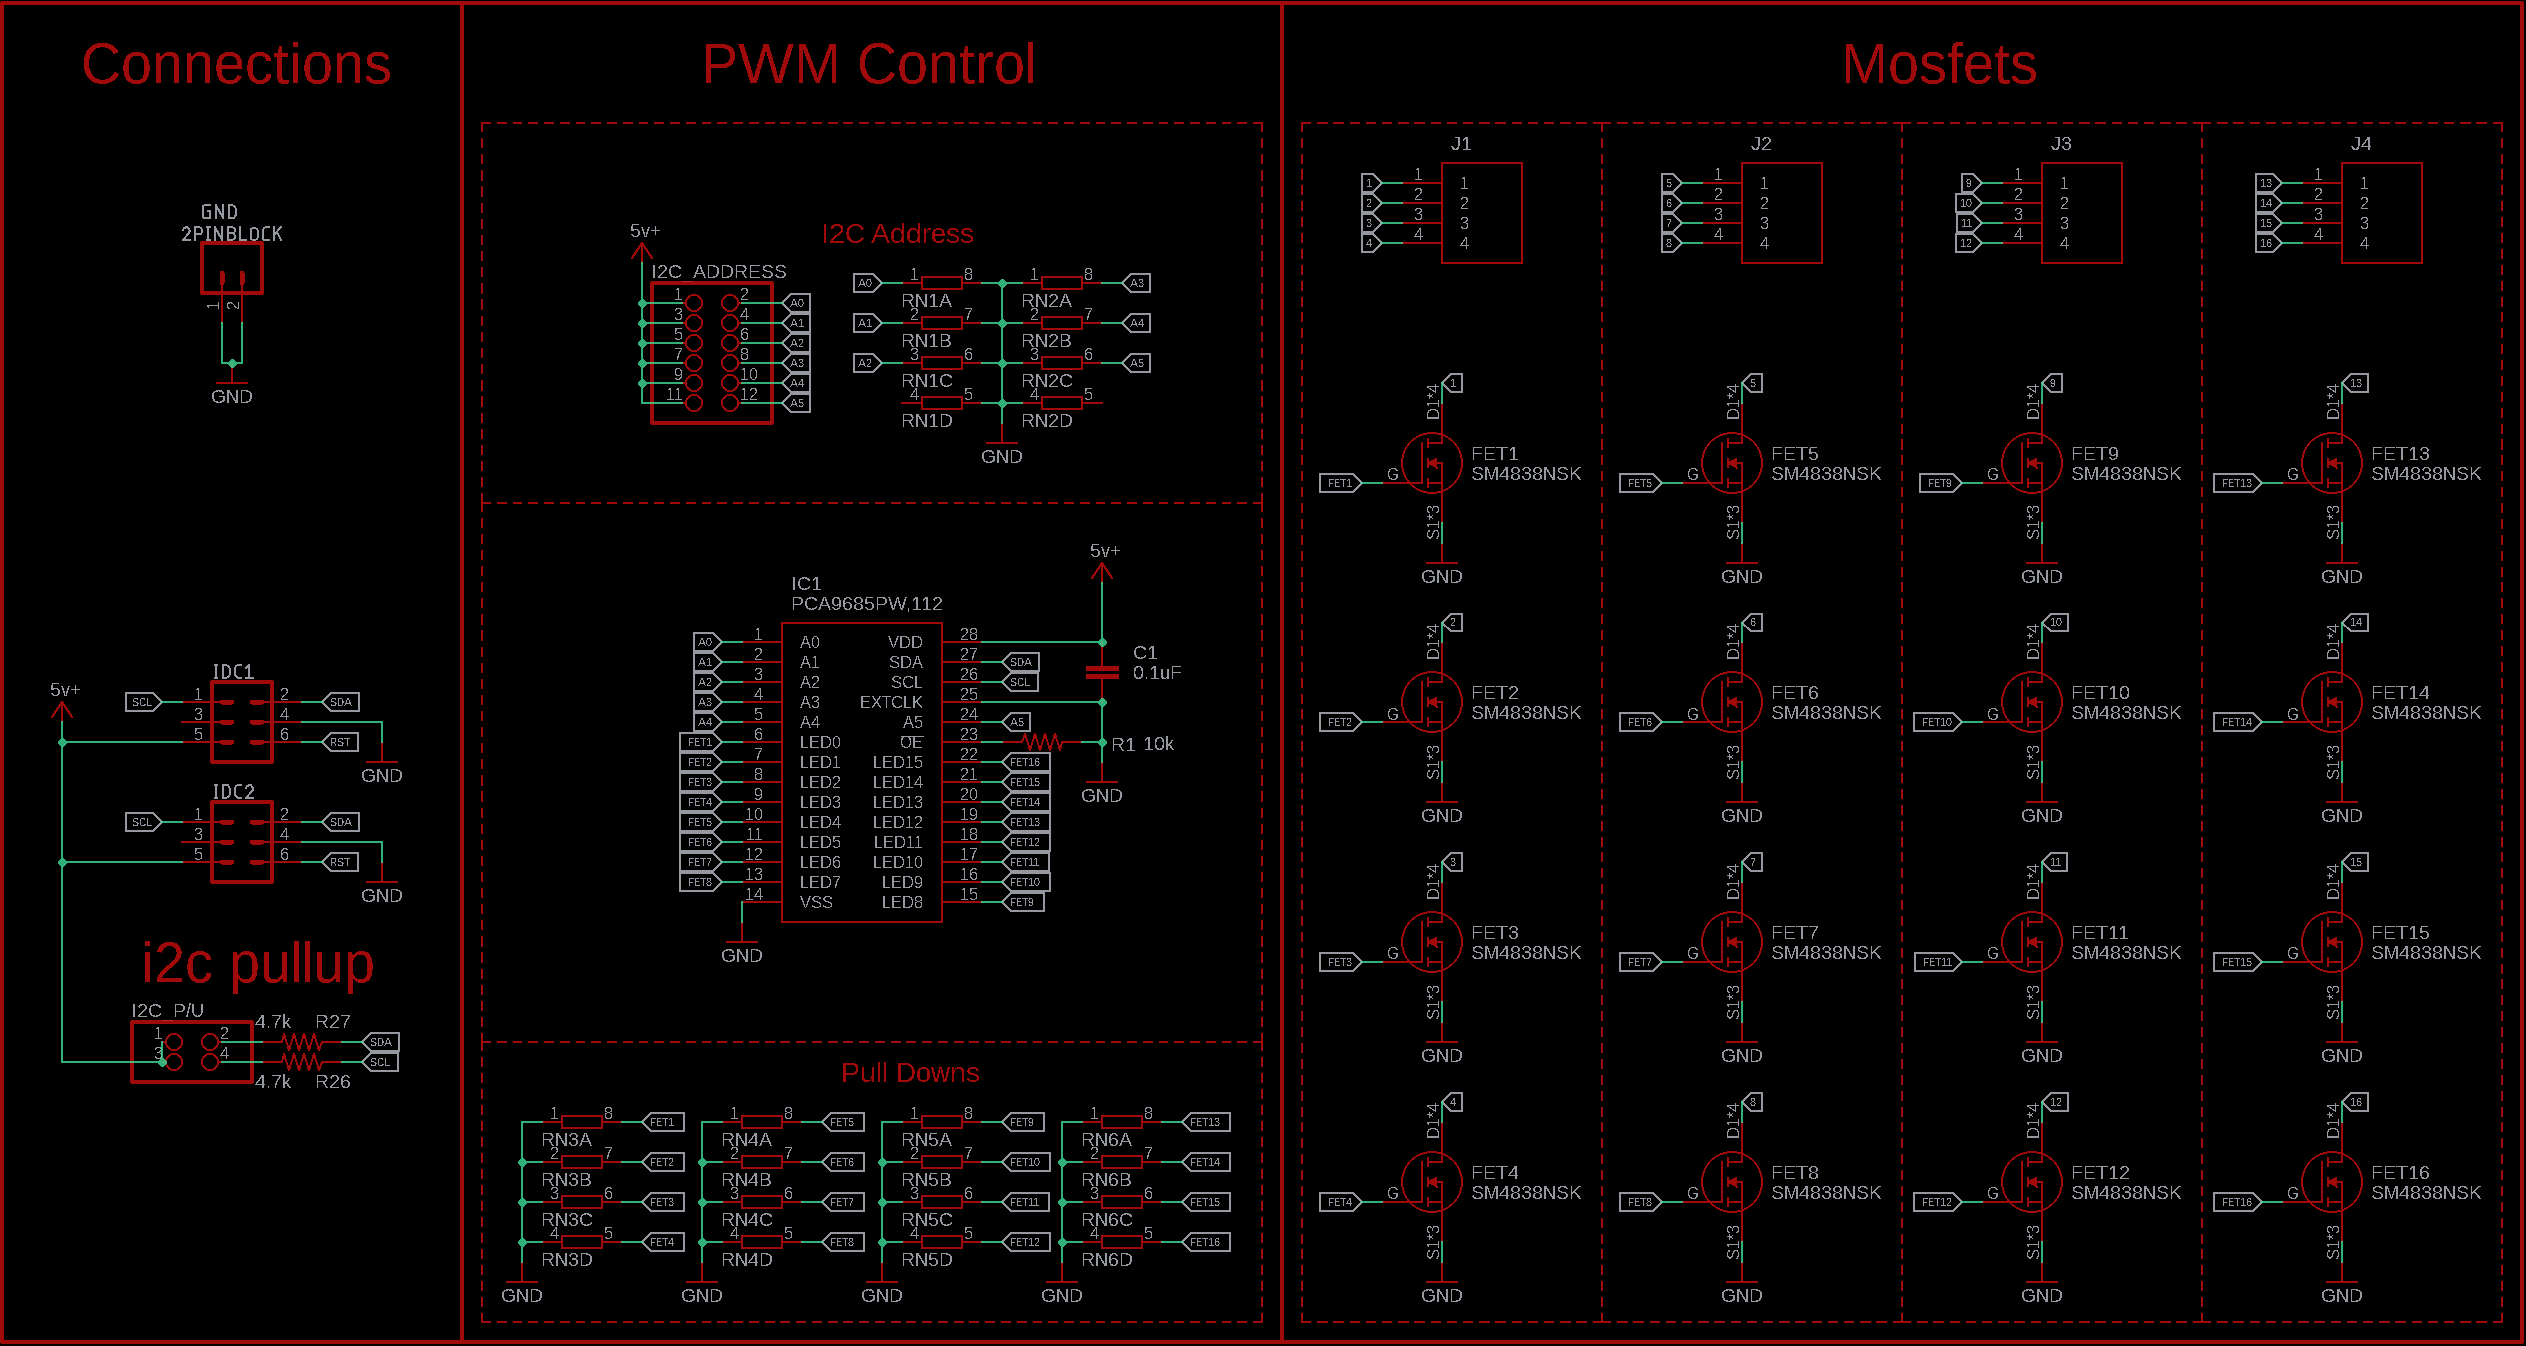 Connections
GND
2PINBLOCK
1
2
GND
5v+
IDC1
SCL
1
2
SDA
3
4
5
6
RST
GND
IDC2
SCL
1
2
SDA
3
4
5
6
RST
GND
i2c pullup
I2C P/U
1
2
3
4
4.7k R27
SDA
SCL
4.7k R26
PWM Control
5v+
I2C ADDRESS
1 2 A0
3 4 A1
5 6 A2
7 8 A3
9 10 A4
11 12 A5
I2C Address
A0 1 8 1 8 A3
RN1A RN2A
A1 2 7 2 7 A4
RN1B RN2B
A2 3 6 3 6 A5
RN1C RN2C
4 5 4 5
RN1D RN2D
GND
5v+
IC1
PCA9685PW,112
C1
0.1uF
A0 1 A0 VDD 28
A1 2 A1 SDA 27 SDA
A2 3 A2 SCL 26 SCL
A3 4 A3 EXTCLK 25
A4 5 A4 A5 24 A5
FET1 6 LED0 OE 23 R1 10k
FET2 7 LED1 LED15 22 FET16
FET3 8 LED2 LED14 21 FET15
FET4 9 LED3 LED13 20 FET14
FET5 10 LED4 LED12 19 FET13
FET6 11 LED5 LED11 18 FET12
FET7 12 LED6 LED10 17 FET11
FET8 13 LED7 LED9 16 FET10
14 VSS LED8 15 FET9
GND
GND
Pull Downs
1 8 FET1 1 8 FET5 1 8 FET9 1 8 FET13
RN3A RN4A RN5A RN6A
2 7 FET2 2 7 FET6 2 7 FET10 2 7 FET14
RN3B RN4B RN5B RN6B
3 6 FET3 3 6 FET7 3 6 FET11 3 6 FET15
RN3C RN4C RN5C RN6C
4 5 FET4 4 5 FET8 4 5 FET12 4 5 FET16
RN3D RN4D RN5D RN6D
GND GND GND GND
Mosfets
J1 J2 J3 J4
1 1 1 5 1 1 9 1 1 13 1 1
2 2 2 6 2 2 10 2 2 14 2 2
3 3 3 7 3 3 11 3 3 15 3 3
4 4 4 8 4 4 12 4 4 16 4 4
1 5 9 13
D1*4 D1*4 D1*4 D1*4
FET1 FET5 FET9 FET13
SM4838NSK SM4838NSK SM4838NSK SM4838NSK
FET1 G FET5 G FET9 G FET13 G
S1*3 S1*3 S1*3 S1*3
GND GND GND GND
2 6 10 14
D1*4 D1*4 D1*4 D1*4
FET2 FET6 FET10 FET14
SM4838NSK SM4838NSK SM4838NSK SM4838NSK
FET2 G FET6 G FET10 G FET14 G
S1*3 S1*3 S1*3 S1*3
GND GND GND GND
3 7 11 15
D1*4 D1*4 D1*4 D1*4
FET3 FET7 FET11 FET15
SM4838NSK SM4838NSK SM4838NSK SM4838NSK
FET3 G FET7 G FET11 G FET15 G
S1*3 S1*3 S1*3 S1*3
GND GND GND GND
4 8 12 16
D1*4 D1*4 D1*4 D1*4
FET4 FET8 FET12 FET16
SM4838NSK SM4838NSK SM4838NSK SM4838NSK
FET4 G FET8 G FET12 G FET16 G
S1*3 S1*3 S1*3 S1*3
GND GND GND GND